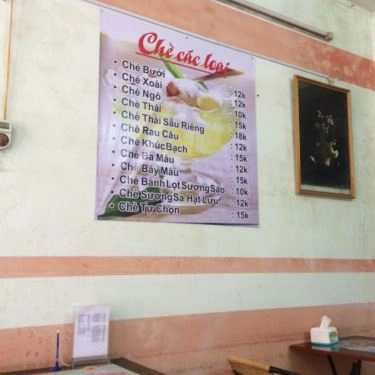 Chè các loại
• Chè Bưởi : 12k
• Chè Xoài : 12k
• Chè Ngô : 10k
• Chè Thái : 15k
• Chè Thái Sầu Riêng : 18k
• Chè Rau Câu : 12k
• Chè Khúc Bạch : 15k
• Chè Ba Màu : 12k
• Chè Bảy Màu : 15k
• Chè Bánh Lọt Sương Sáo : 10k
• Chè Sương Sa Hạt Lựu : 12k
• Chè Tự Chọn : 15k